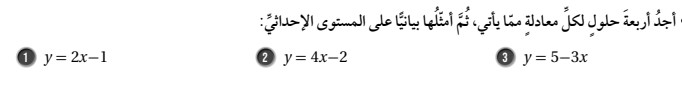 أجدُ أربعةَ حلولٍ لكلِّ معادلةٍ ممّا يأتي، ثُمَّ أمثّلُها بيانيًّا على المستوى الإحداثيِّ:
1 y = 2x−1 2 y = 4x−2 3 y = 5−3x